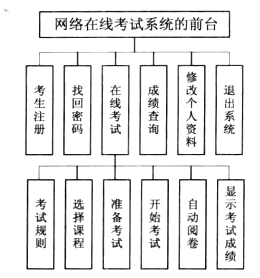 网络在线考试系统的前台
考生注册
找回密码
在线考试
成绩查询
修改个人资料
退出系统
考试规则
选择课程
准备考试
开始考试
自动阅卷
显示考试成绩